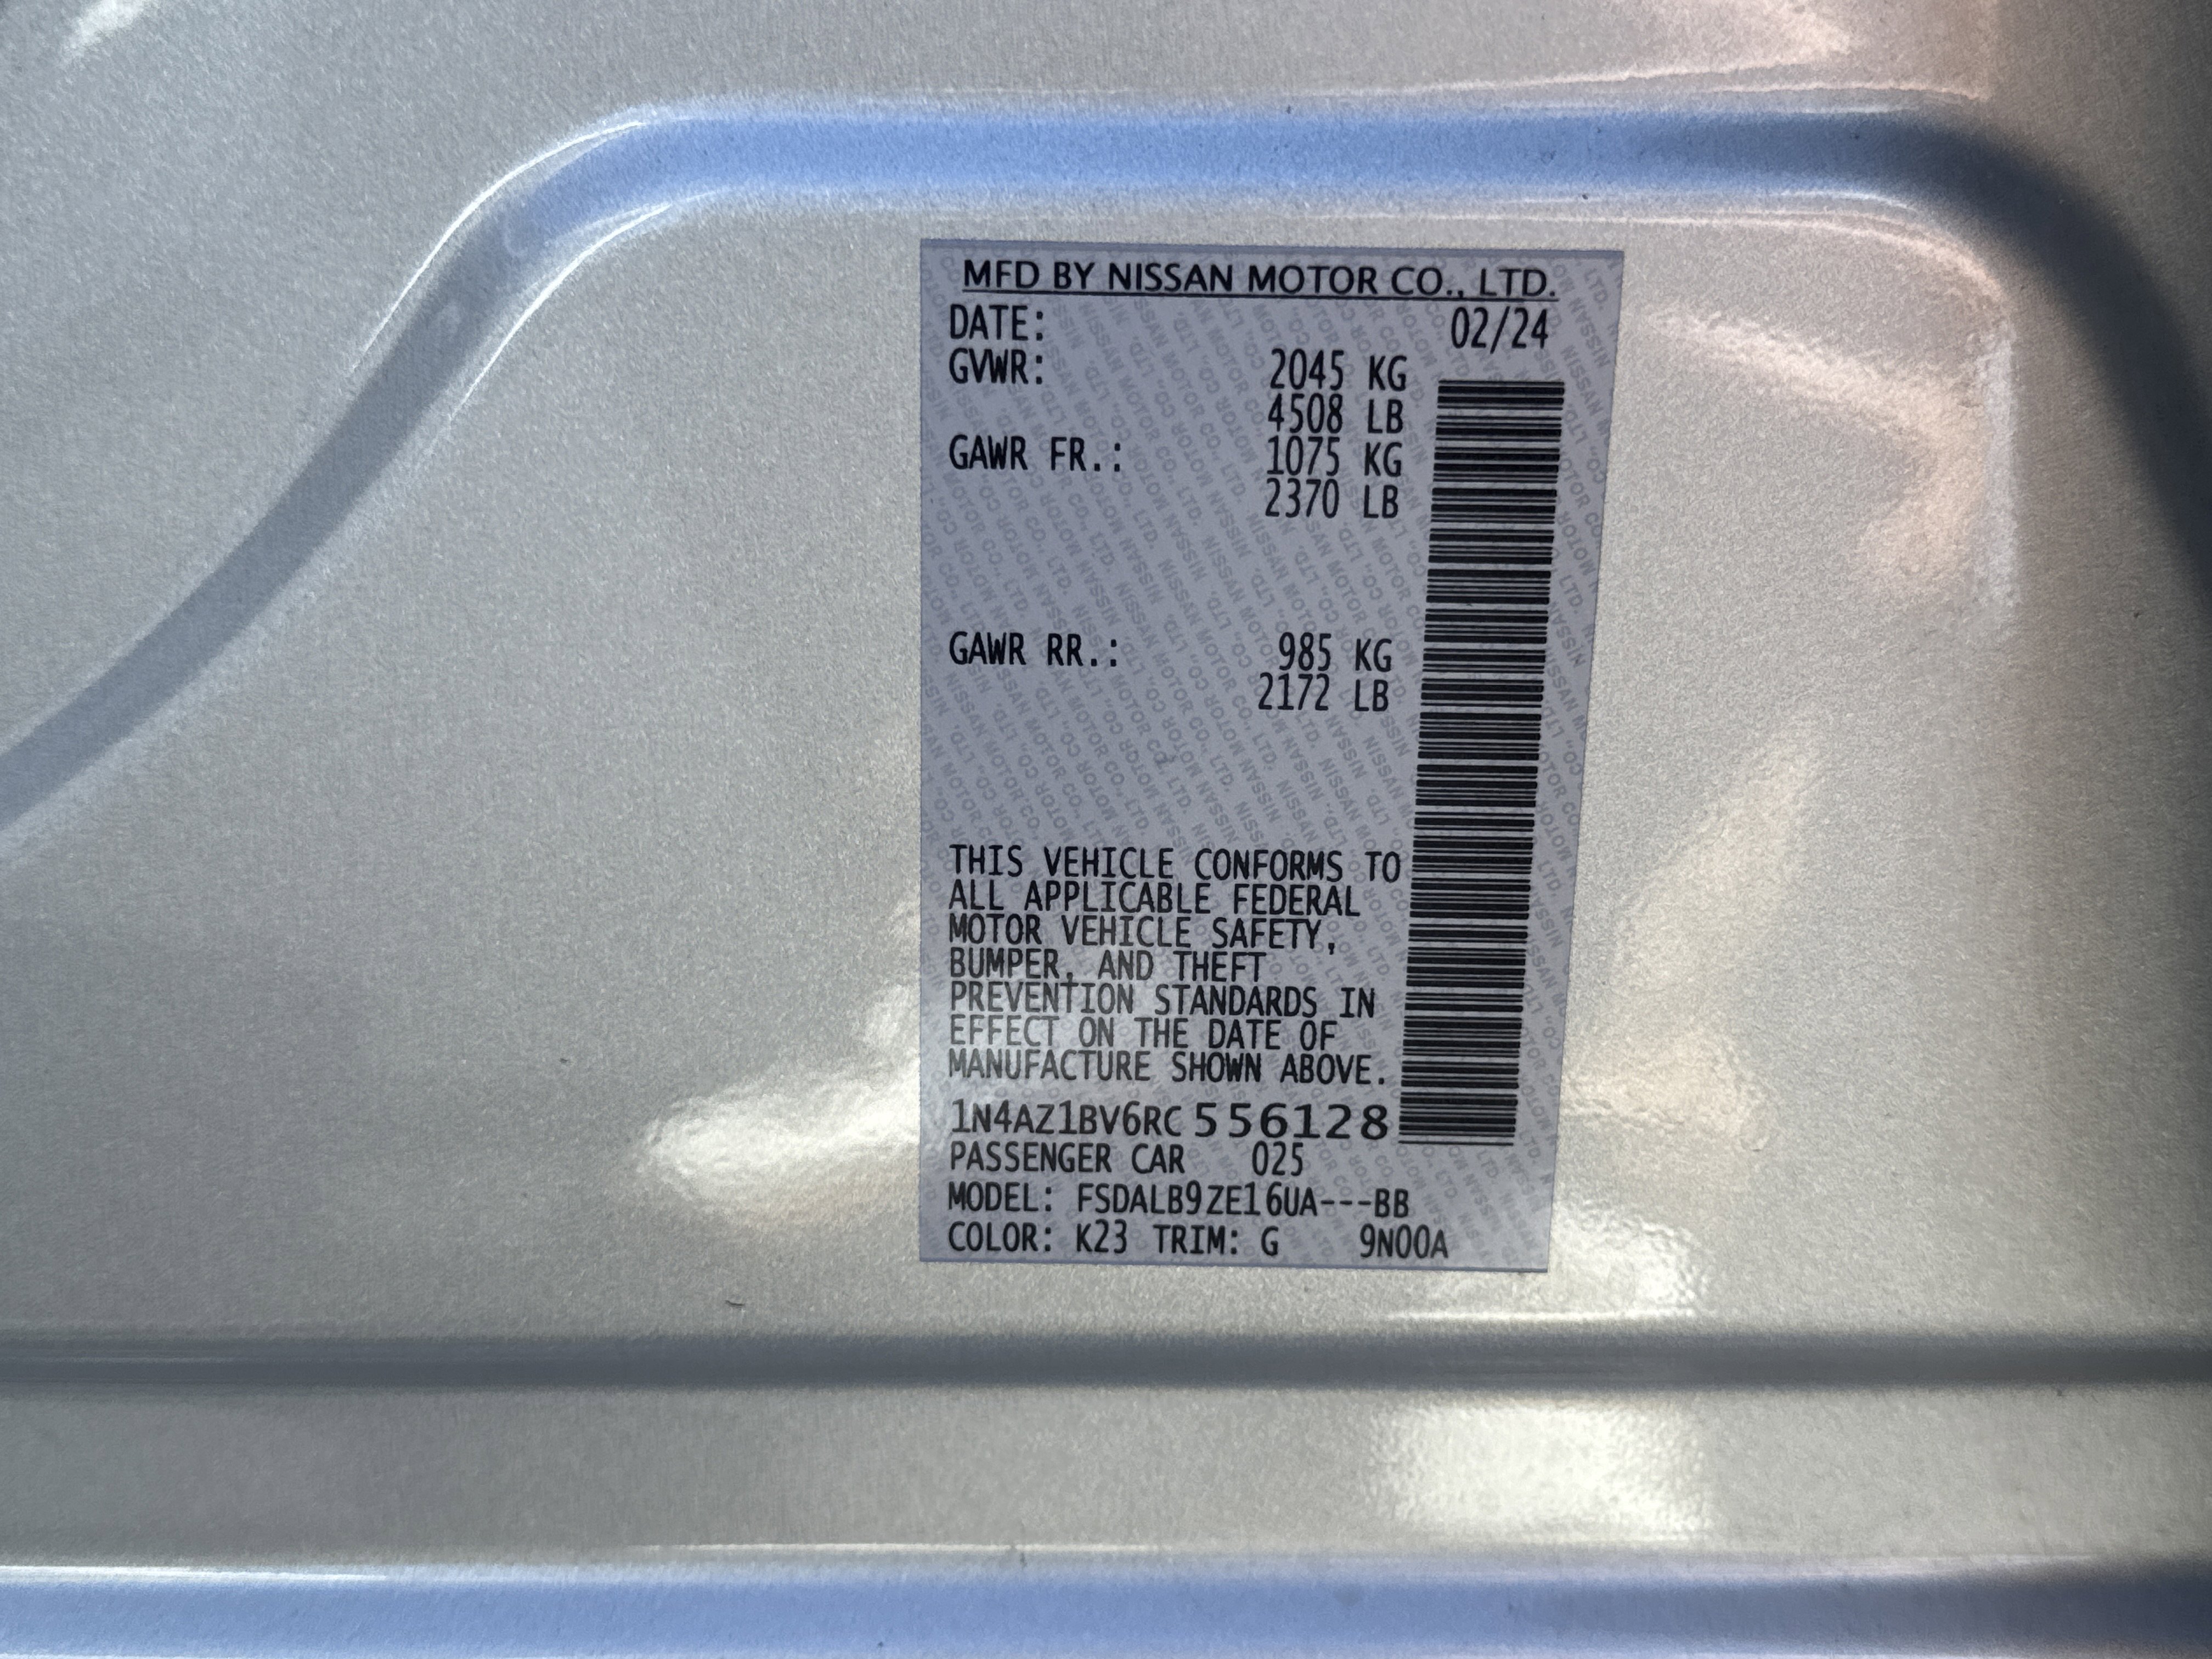 MFD BY NISSAN MOTOR CO., LTD.
DATE: 02/24
GVWR: 2045 KG
4508 LB
GAWR FR.: 1075 KG
2370 LB
GAWR RR.: 985 KG
2172 LB
THIS VEHICLE CONFORMS TO
ALL APPLICABLE FEDERAL
MOTOR VEHICLE SAFETY,
BUMPER, AND THEFT
PREVENTION STANDARDS IN
EFFECT ON THE DATE OF
MANUFACTURE SHOWN ABOVE.
1N4AZ1BV6RC556128
PASSENGER CAR 025
MODEL: FSDALB9ZE16UA---BB
COLOR: K23 TRIM: G 9N00A